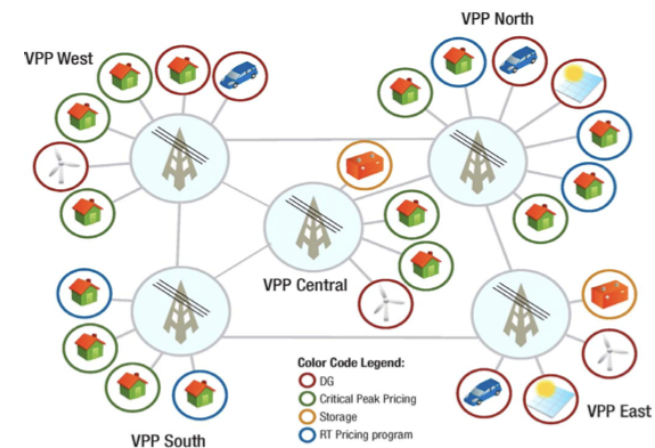 VPP North
VPP West
VPP Central
Color Code Legend:
DG
Critical Peak Pricing
Storage
RT Pricing program
VPP East
VPP South